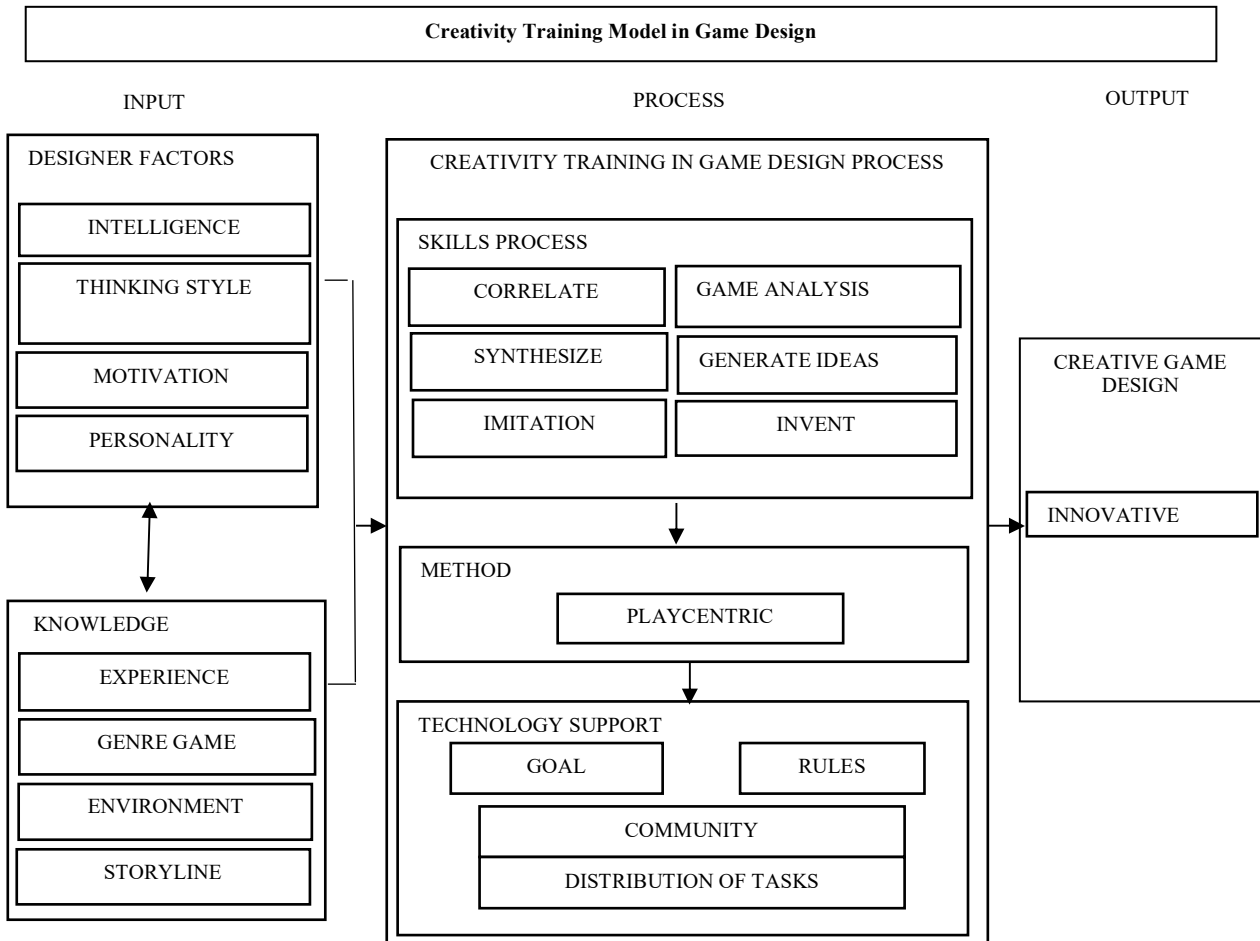 Creativity Training Model in Game Design
INPUT
PROCESS
OUTPUT
DESIGNER FACTORS
INTELLIGENCE
THINKING STYLE
MOTIVATION
PERSONALITY
KNOWLEDGE
EXPERIENCE
GENRE GAME
ENVIRONMENT
STORYLINE
CREATIVITY TRAINING IN GAME DESIGN PROCESS
SKILLS PROCESS
CORRELATE
GAME ANALYSIS
SYNTHESIZE
GENERATE IDEAS
IMITATION
INVENT
METHOD
PLAYCENTRIC
TECHNOLOGY SUPPORT
GOAL
RULES
COMMUNITY
DISTRIBUTION OF TASKS
CREATIVE GAME
DESIGN
INNOVATIVE